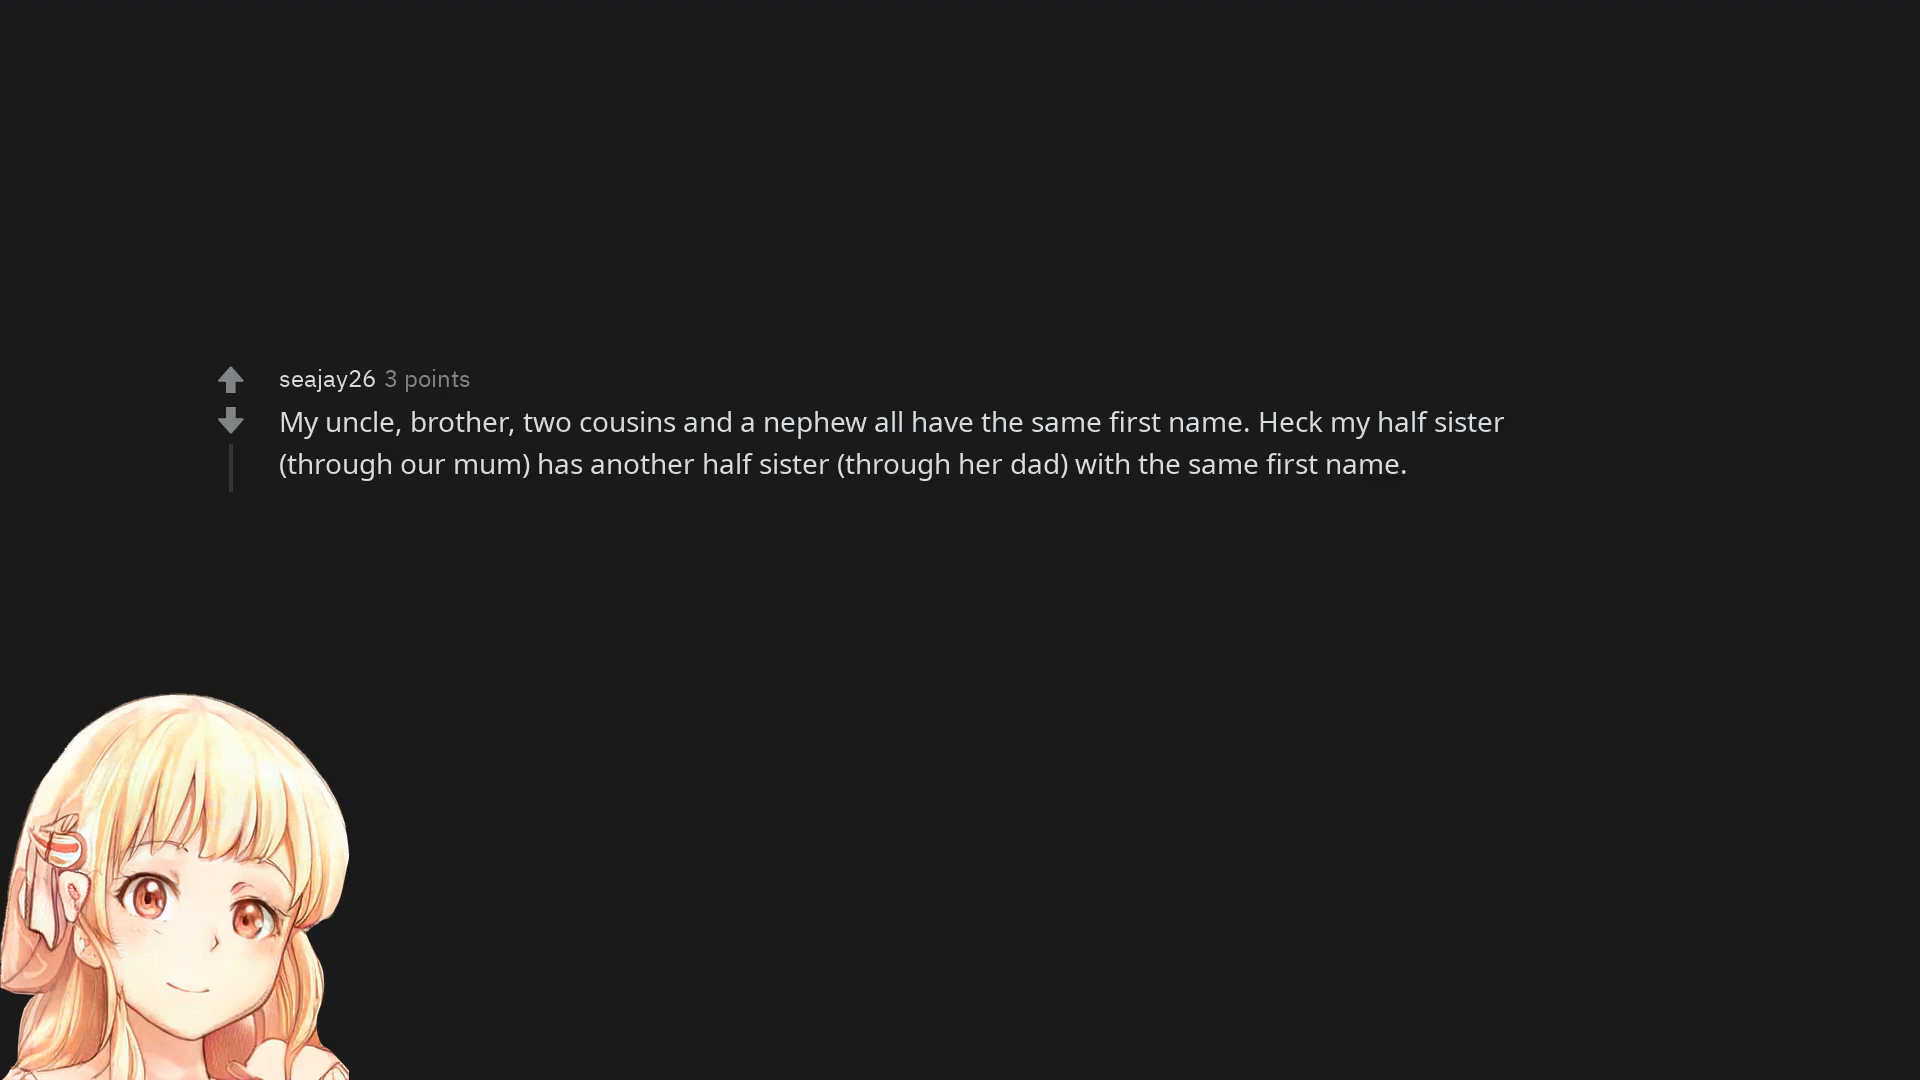 seajay26 3 points
My uncle, brother, two cousins and a nephew all have the same first name. Heck my half sister
(through our mum) has another half sister (through her dad) with the same first name.